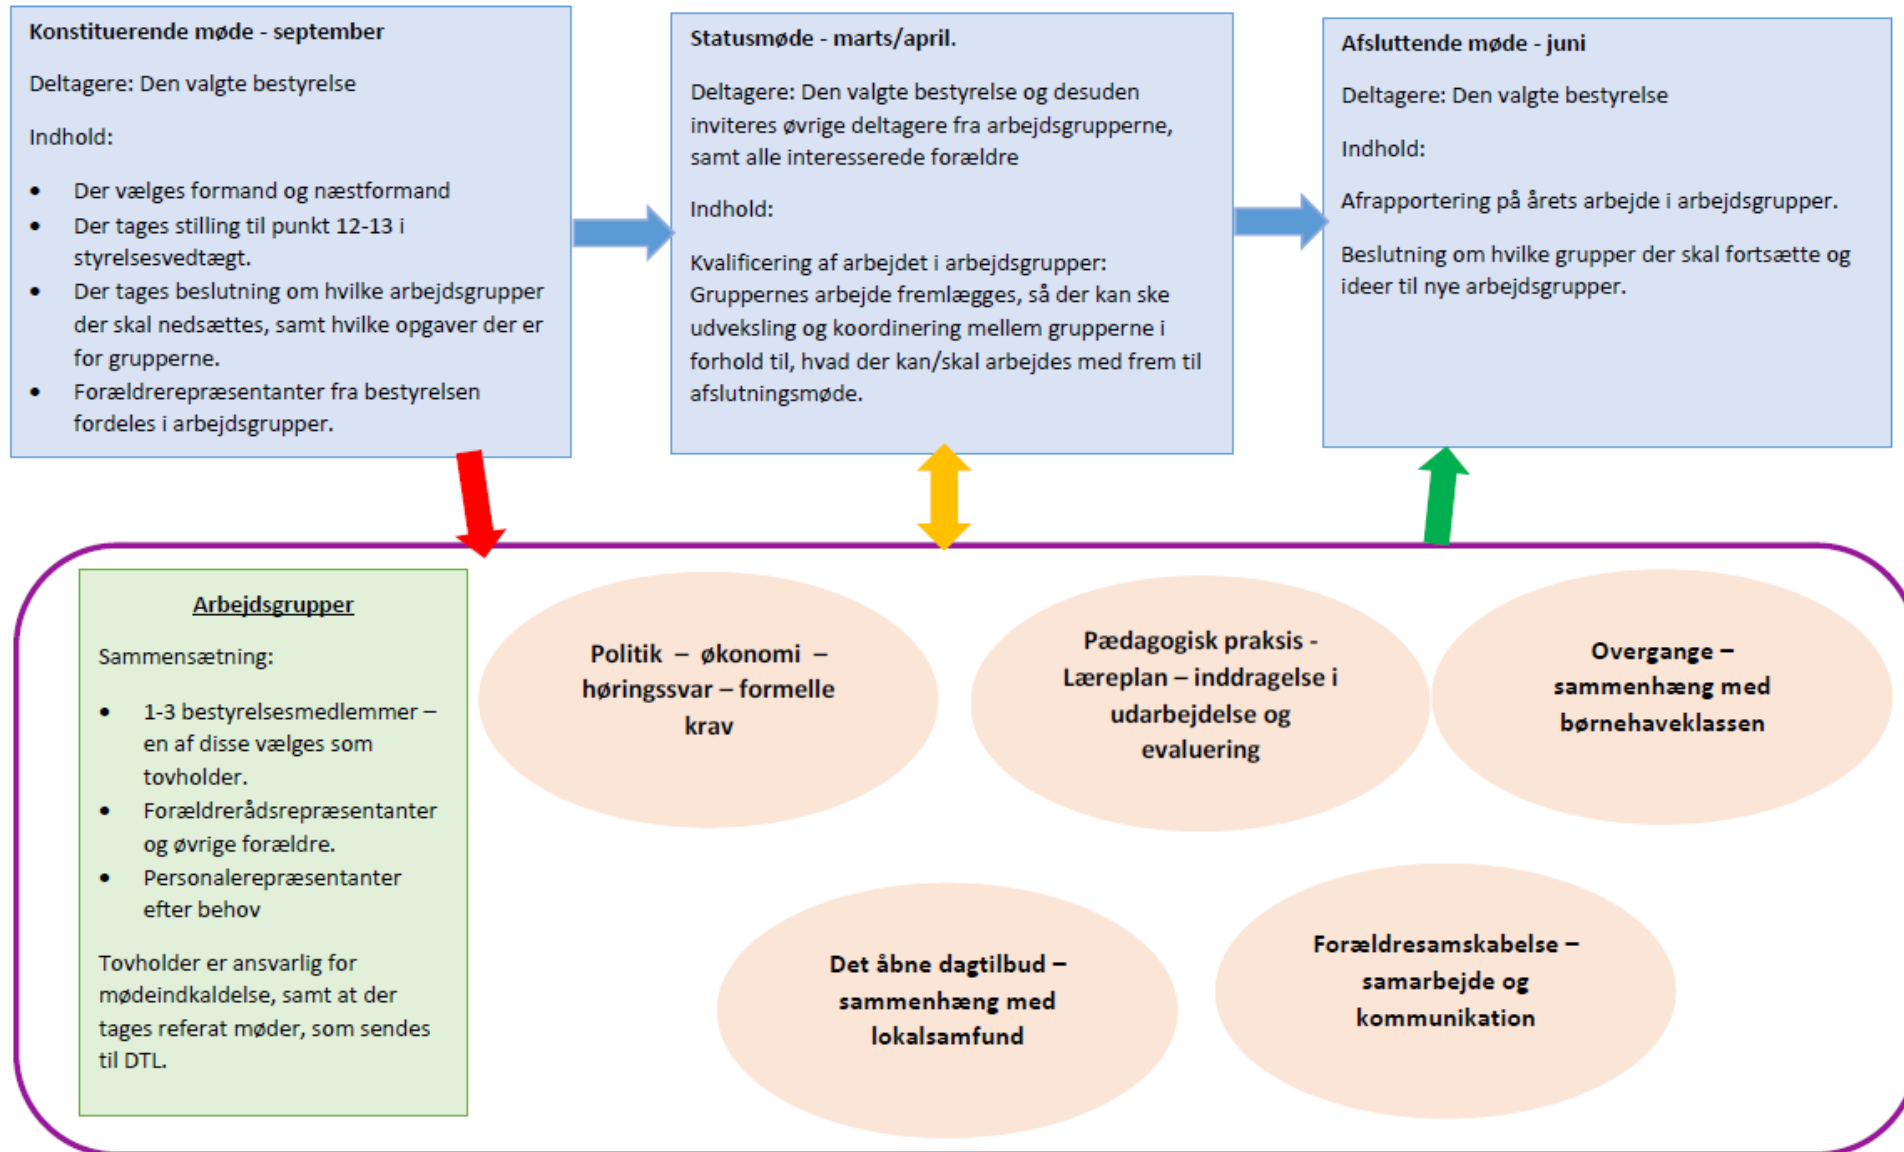 Konstituerende møde - september
Deltagere: Den valgte bestyrelse
Indhold:
• Der vælges formand og næstformand
• Der tages stilling til punkt 12-13 i
styrelsesvedtægt.
• Der tages beslutning om hvilke arbejdsgrupper
der skal nedsættes, samt hvilke opgaver der er
for grupperne.
• Forældrerepræsentanter fra bestyrelsen
fordeles i arbejdsgrupper.
Statusmøde - marts/april.
Deltagere: Den valgte bestyrelse og desuden
inviteres øvrige deltagere fra arbejdsgrupperne,
samt alle interesserede forældre
Indhold:
Kvalificering af arbejdet i arbejdsgrupper:
Gruppernes arbejde fremlægges, så der kan ske
udveksling og koordinering mellem grupperne i
forhold til, hvad der kan/skal arbejdes med frem til
afslutningsmøde.
Afsluttende møde - juni
Deltagere: Den valgte bestyrelse
Indhold:
Afrapportering på årets arbejde i arbejdsgrupper.
Beslutning om hvilke grupper der skal fortsætte og
ideer til nye arbejdsgrupper.
Arbejdsgrupper
Sammensætning:
• 1-3 bestyrelsesmedlemmer –
en af disse vælges som
tovholder.
• Forældrerådsrepræsentanter
og øvrige forældre.
• Personalerepræsentanter
efter behov
Tovholder er ansvarlig for
mødeindkaldelse, samt at der
tages referat møder, som sendes
til DTL.
Politik – økonomi –
høringssvar – formelle
krav
Pædagogisk praksis -
Læreplan – inddragelse i
udarbejdelse og
evaluering
Overgange –
sammenhæng med
børnehaveklassen
Det åbne dagtilbud –
sammenhæng med
lokalsamfund
Forældresamskabelse –
samarbejde og
kommunikation